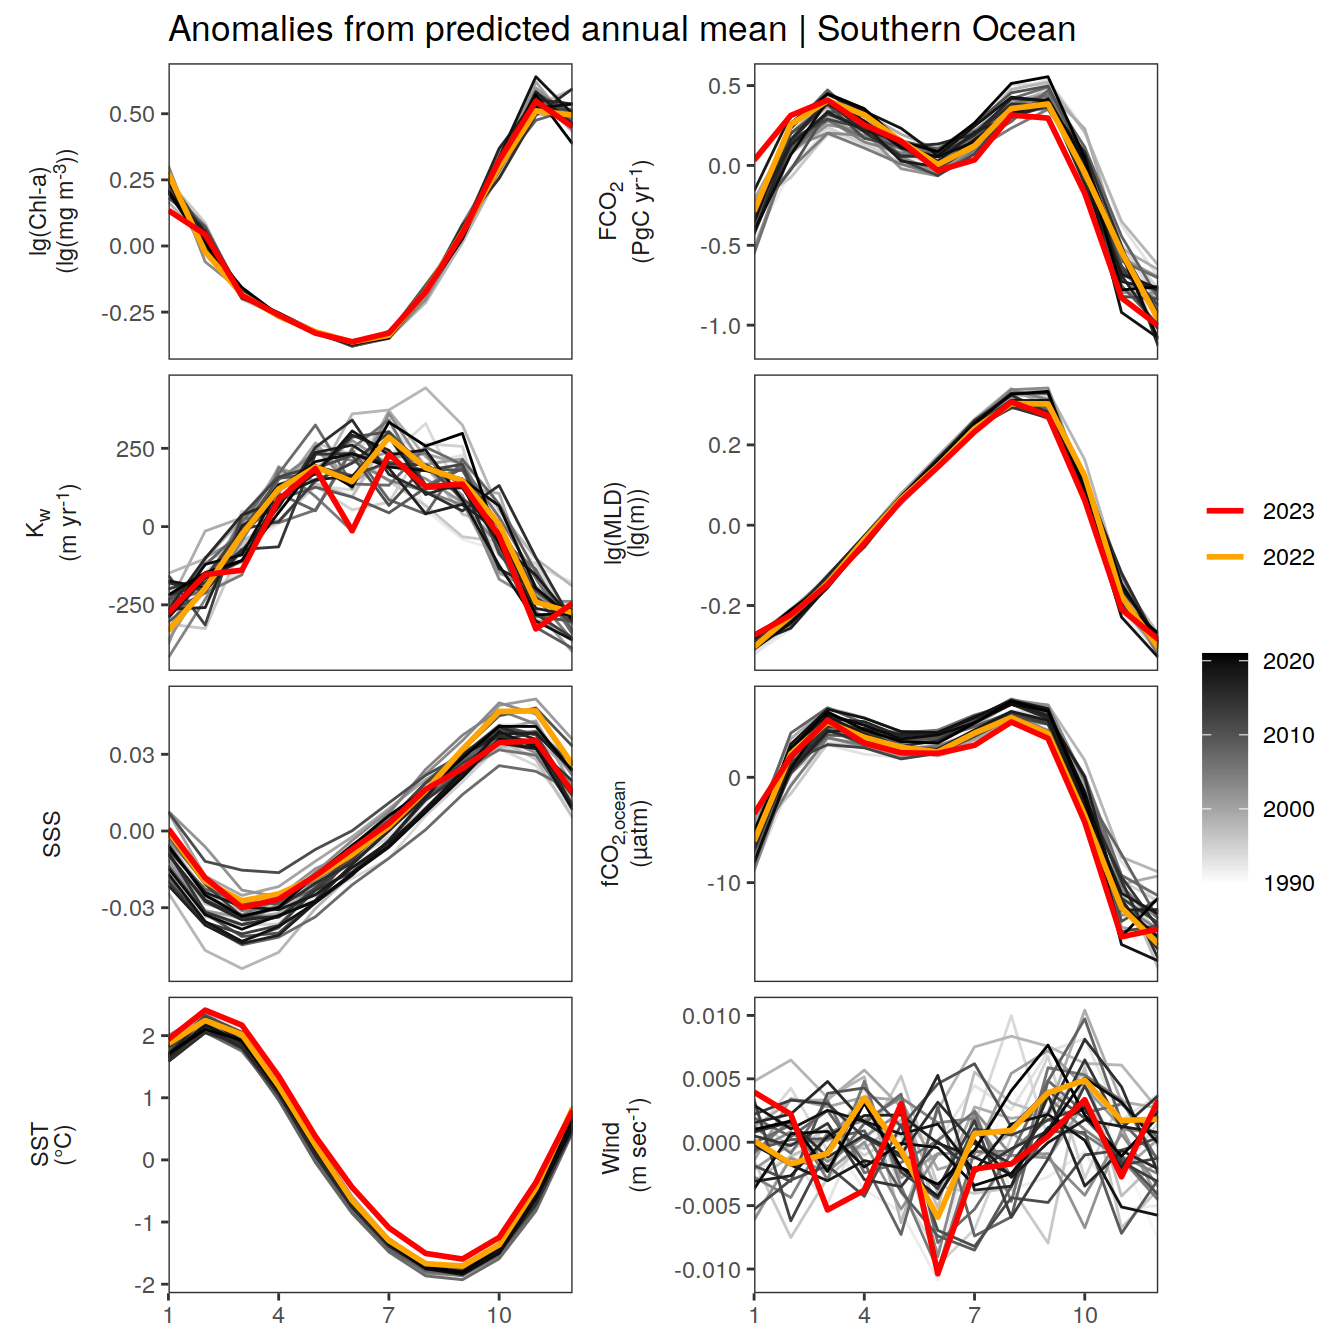 Anomalies from predicted annual mean | Southern Ocean
lg(Chl-a)
(lg(mg m-3))
0.50
0.25
0.00
-0.25
FCO2
(PgC yr-1)
0.5
0.0
-0.5
-1.0
Kw
(m yr-1)
250
0
-250
lg(MLD)
(lg(m))
0.2
0.0
-0.2
SSS
0.03
0.00
-0.03
fCO2,ocean
(µatm)
0
-10
SST
(°C)
2
1
0
-1
-2
1
4
7
10
Wind
(m sec-1)
0.010
0.005
0.000
-0.005
-0.010
1
4
7
10
2023
2022
2020
2010
2000
1990